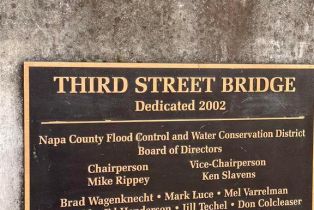 THIRD STREET BRIDGE
Dedicated 2002
Napa County Flood Control and Water Conservation District
Board of Directors
Chairperson Vice-Chairperson
Mike Rippey Ken Slavens
Brad Wagenknecht • Mark Luce • Mel Varrelman
Henderson • Jill Techel • Don Colcleaser